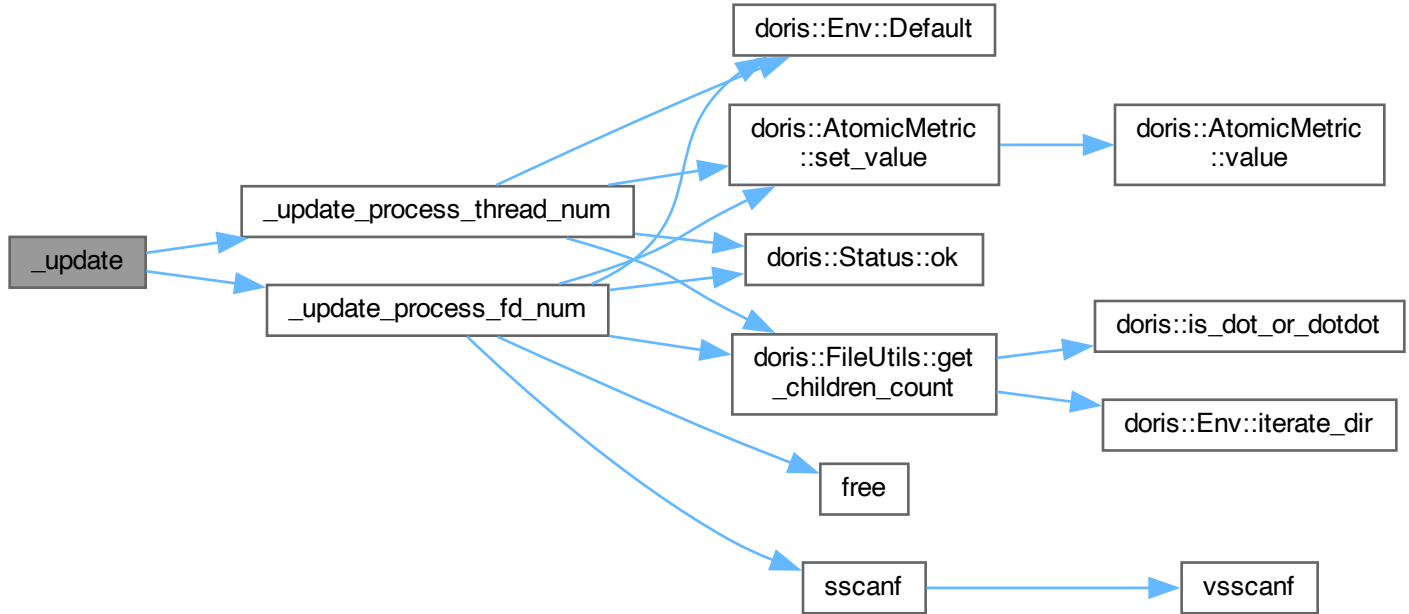 _update
_update_process_thread_num
_update_process_fd_num
doris::Env::Default
doris::AtomicMetric
::set_value
doris::Status::ok
doris::FileUtils::get
_children_count
free
sscanf
doris::AtomicMetric
::value
doris::is_dot_or_dotdot
doris::Env::iterate_dir
vsscanf